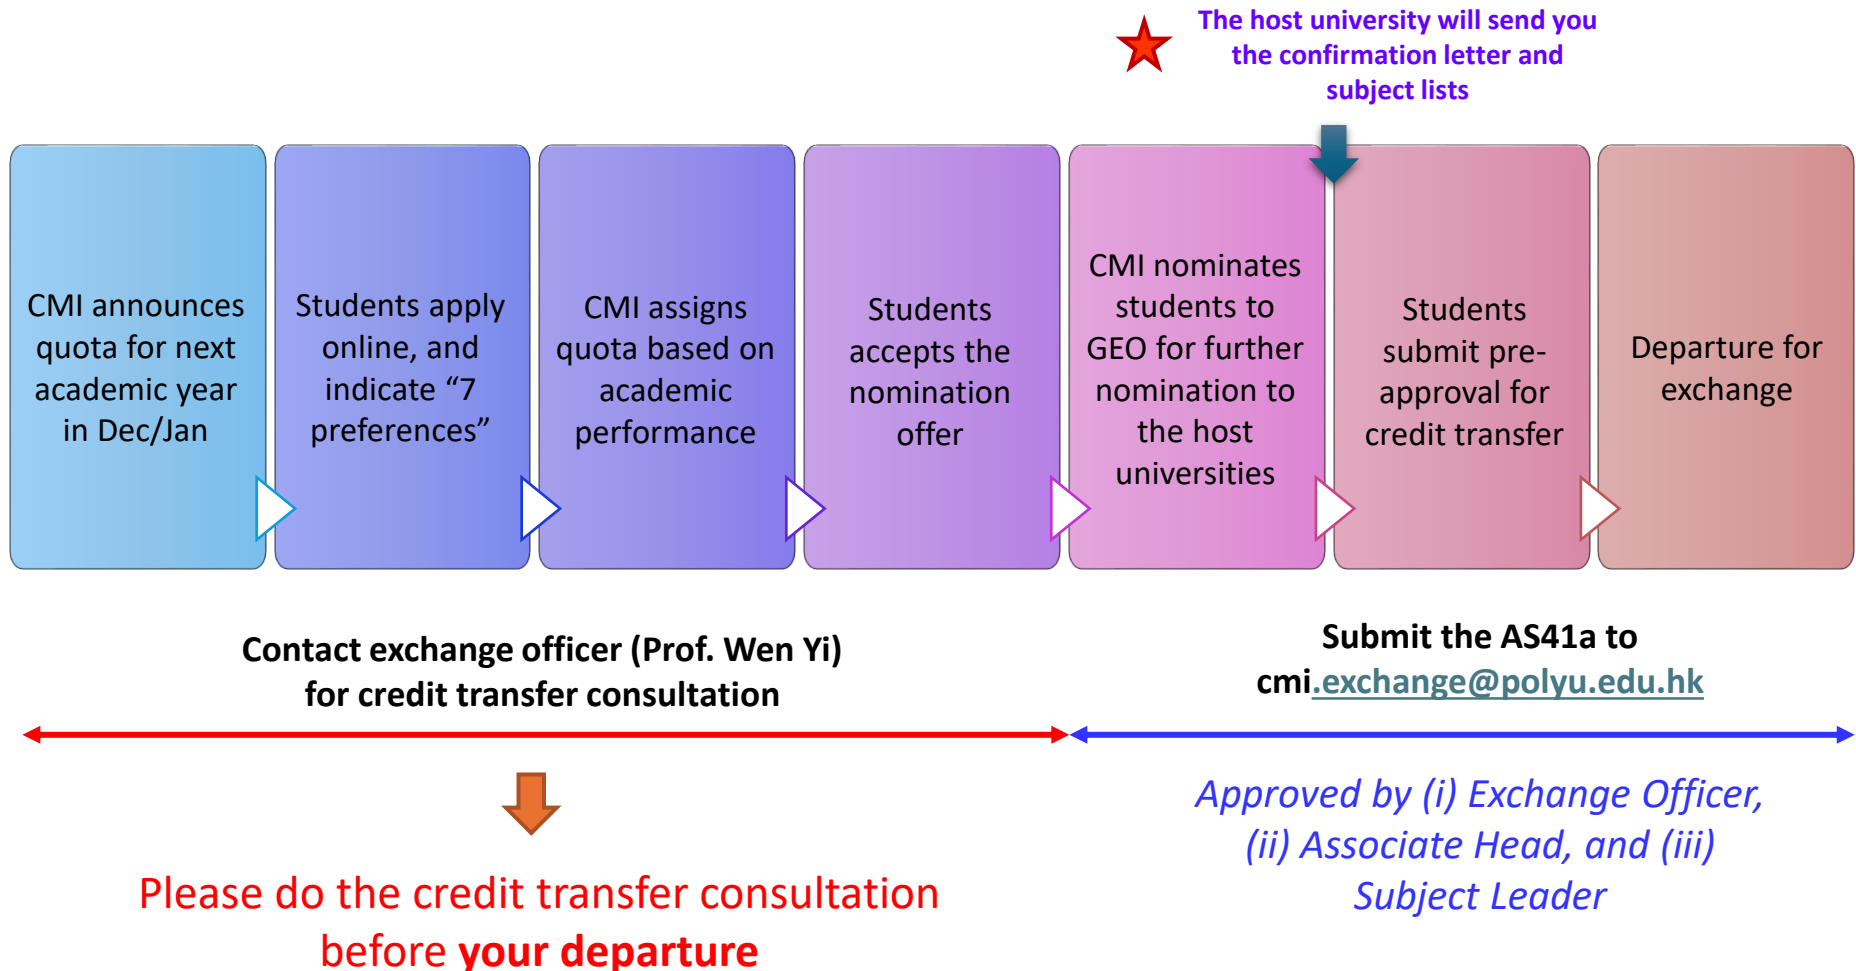 The host university will send you
the confirmation letter and
subject lists
CMI announces
quota for next
academic year
in Dec/Jan
Students apply
online, and
indicate “7
preferences”
CMI assigns
quota based on
academic
performance
Students
accepts the
nomination
offer
CMI nominates
students to
GEO for further
nomination to
the host
universities
Students
submit pre-
approval for
credit transfer
Departure for
exchange
Contact exchange officer (Prof. Wen Yi)
for credit transfer consultation
Submit the AS41a to
cmi.exchange@polyu.edu.hk
Please do the credit transfer consultation
before your departure
Approved by (i) Exchange Officer,
(ii) Associate Head, and (iii)
Subject Leader